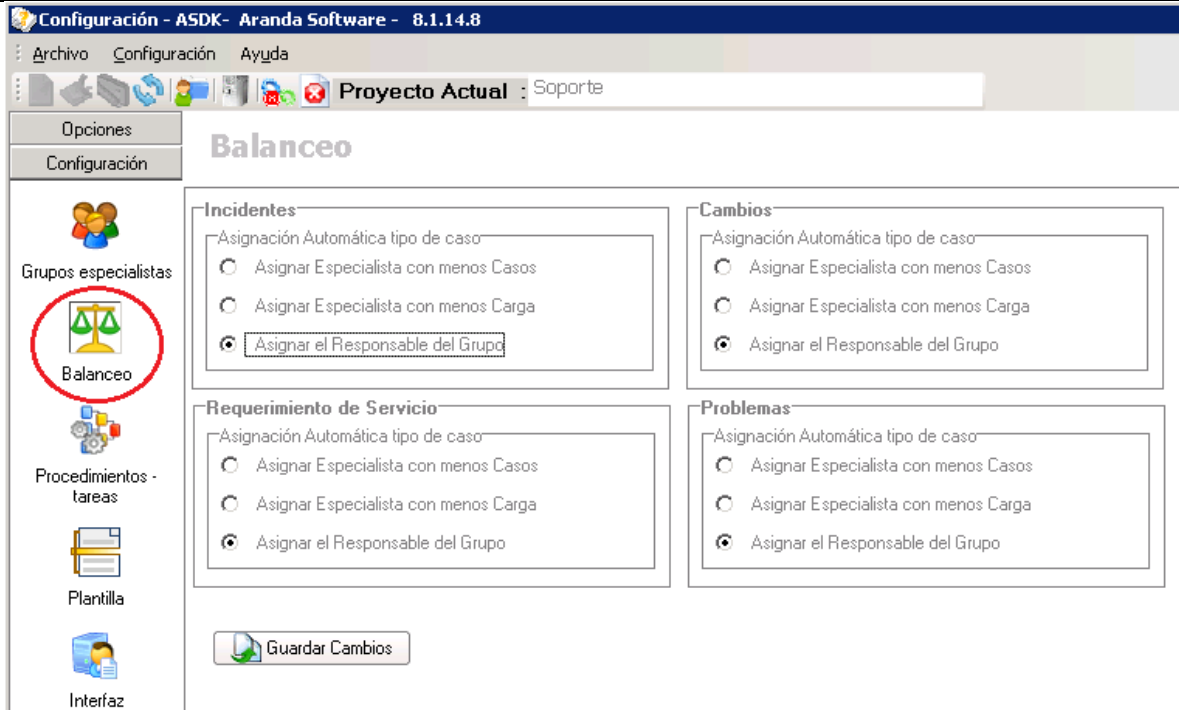 Configuración - ASDK- Aranda Software - 8.1.14.8
Archivo Configuración Ayuda
Proyecto Actual : Soporte
Opciones
Configuración
Grupos especialistas
Balanceo
Procedimientos -
tareas
Plantilla
Interfaz
Balanceo
Incidentes
Asignación Automática tipo de caso
Asignar Especialista con menos Casos
Asignar Especialista con menos Carga
Asignar el Responsable del Grupo
Cambios
Asignación Automática tipo de caso
Asignar Especialista con menos Casos
Asignar Especialista con menos Carga
Asignar el Responsable del Grupo
Requerimiento de Servicio
Asignación Automática tipo de caso
Asignar Especialista con menos Casos
Asignar Especialista con menos Carga
Asignar el Responsable del Grupo
Problemas
Asignación Automática tipo de caso
Asignar Especialista con menos Casos
Asignar Especialista con menos Carga
Asignar el Responsable del Grupo
Guardar Cambios